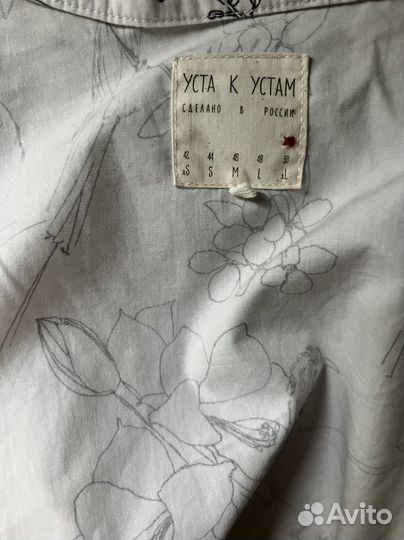 УСТА К УСТАМ
СДЕЛАНО В РОССИИ
42 44 46 48 50
xS S M L xL
Avito